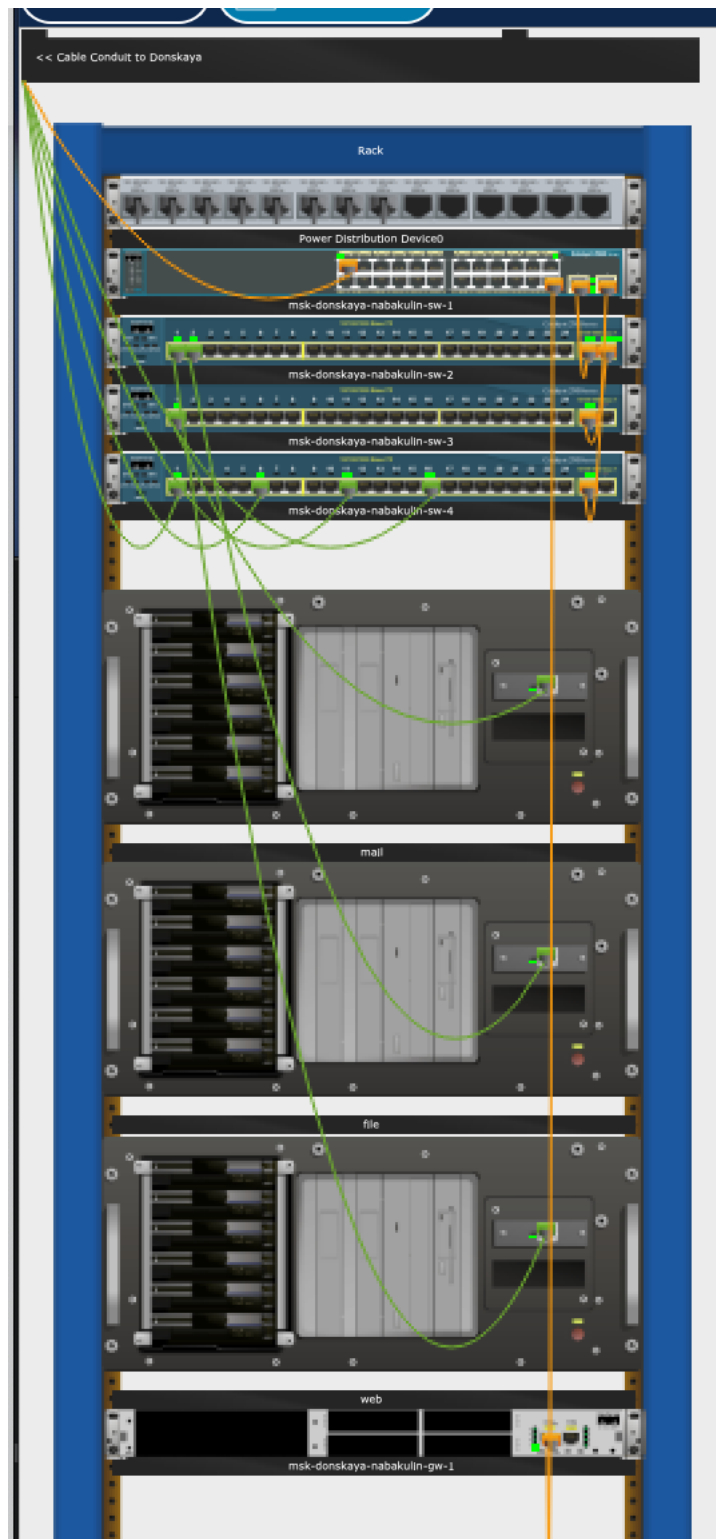 << Cable Conduit to Donskaya
Rack
Power Distribution Device0
msk-donskaya-nabakulin-sw-1
msk-donskaya-nabakulin-sw-2
msk-donskaya-nabakulin-sw-3
msk-donskaya-nabakulin-sw-4
mail
file
web
msk-donskaya-nabakulin-gw-1